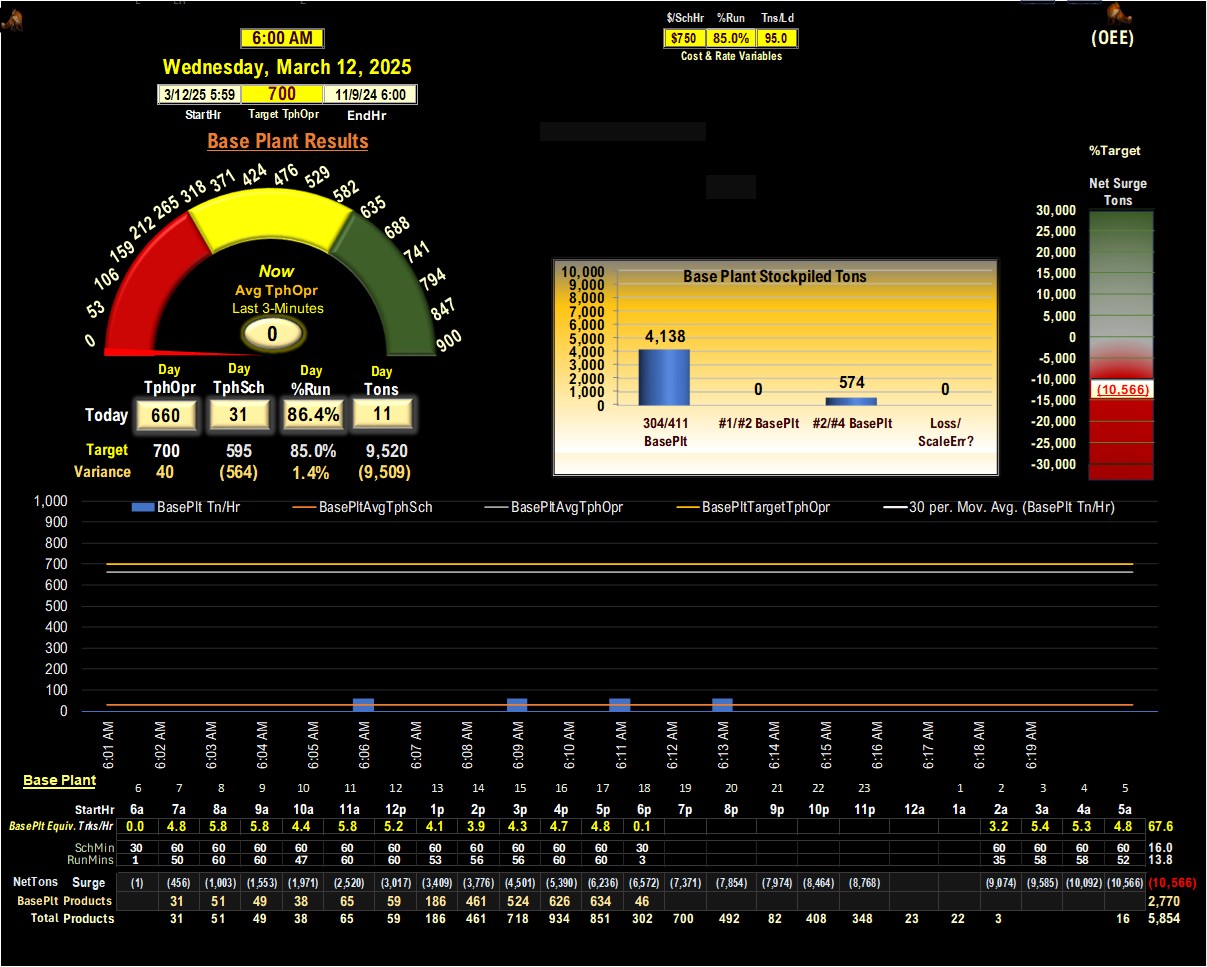 $/SchHr %Run Tns/Ld
6:00 AM
$750 85.0% 95.0
(OEE)
Cost & Rate Variables
Wednesday, March 12, 2025
3/12/25 5:59 700 11/9/24 6:00
StartHr Target TphOpr EndHr
Base Plant Results
%Target
Net Surge
Tons
0 53 106 159 212 265 318 371 424 476 529 582 635 688 741 794 847 900
Now
Avg TphOpr
Last 3-Minutes
0
30,000
25,000
20,000
15,000
10,000
5,000
0
-5,000
-10,000
(10,566)
-15,000
-20,000
-25,000
-30,000
Base Plant Stockpiled Tons
10,000
9,000
8,000
7,000
6,000
5,000
4,000
3,000
2,000
1,000
0
4,138 0 574 0
304/411 BasePlt
#1/#2 BasePlt
#2/#4 BasePlt
Loss/ ScaleErr?
Day Day Day Day
TphOpr TphSch %Run Tons
Today 660 31 86.4% 11
Target 700 595 85.0% 9,520
Variance 40 (564) 1.4% (9,509)
BasePlt Tn/Hr BasePltAvgTphSch BasePltAvgTphOpr BasePltTargetTphOpr 30 per. Mov. Avg. (BasePlt Tn/Hr)
1,000
900
800
700
600
500
400
300
200
100
0
6:01 AM 6:02 AM 6:03 AM 6:04 AM 6:05 AM 6:06 AM 6:07 AM 6:08 AM 6:09 AM 6:10 AM 6:11 AM 6:12 AM 6:13 AM 6:14 AM 6:15 AM 6:16 AM 6:17 AM 6:18 AM 6:19 AM
Base Plant
6 7 8 9 10 11 12 13 14 15 16 17 18 19 20 21 22 23 1 2 3 4 5
StartHr 6a 7a 8a 9a 10a 11a 12p 1p 2p 3p 4p 5p 6p 7p 8p 9p 10p 11p 12a 1a 2a 3a 4a 5a
BasePlt Equiv. Trks/Hr 0.0 4.8 5.8 5.8 4.4 5.8 5.2 4.1 3.9 4.3 4.7 4.8 0.1 3.2 5.4 5.3 4.8 67.6
SchMin 30 60 60 60 60 60 60 60 60 60 60 60 30 60 60 60 60 16.0
RunMins 1 50 60 60 47 60 60 53 56 56 60 60 3 35 58 58 52 13.8
NetTons Surge (1) (456) (1,003) (1,553) (1,971) (2,520) (3,017) (3,409) (3,776) (4,501) (5,390) (6,236) (6,572) (7,371) (7,854) (7,974) (8,464) (8,768) (9,074) (9,585) (10,092) (10,566) (10,566)
BasePlt Products 31 51 49 38 65 59 186 461 524 626 634 46 2,770
Total Products 31 51 49 38 65 59 186 461 718 934 851 302 700 492 82 408 348 23 22 3 16 5,854